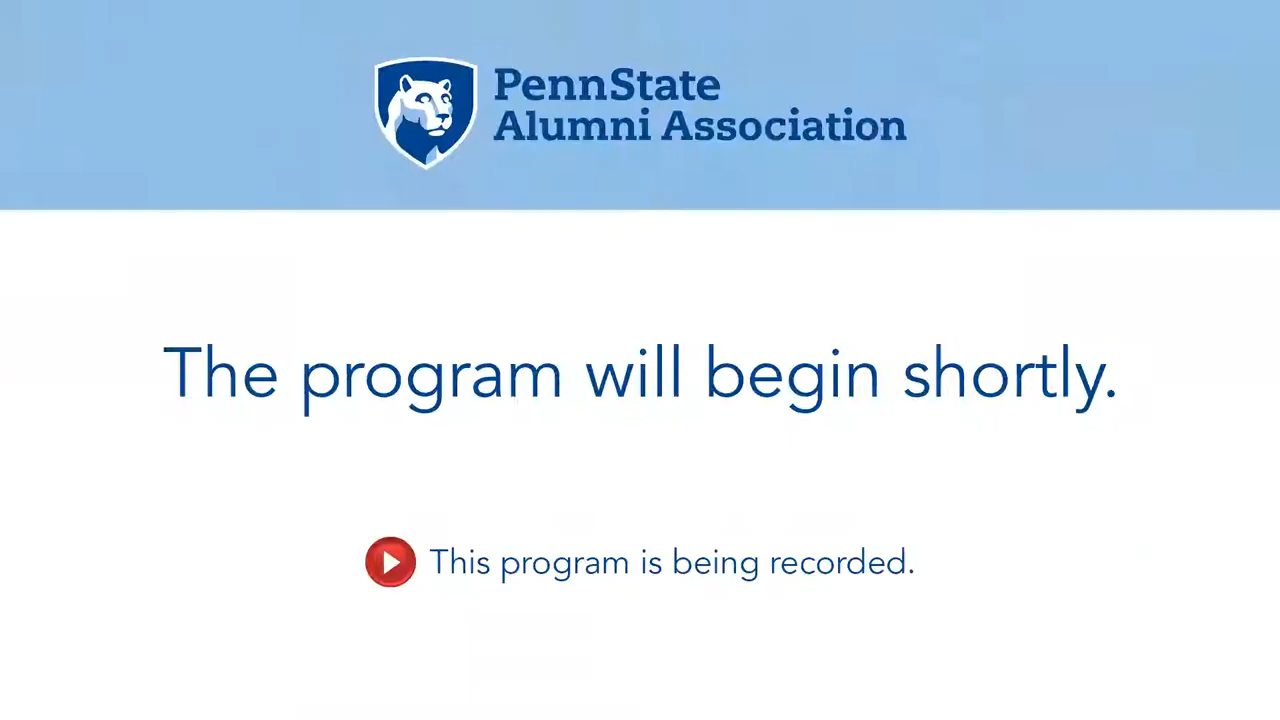 PennState
Alumni Association
The program will begin shortly.
This program is being recorded.